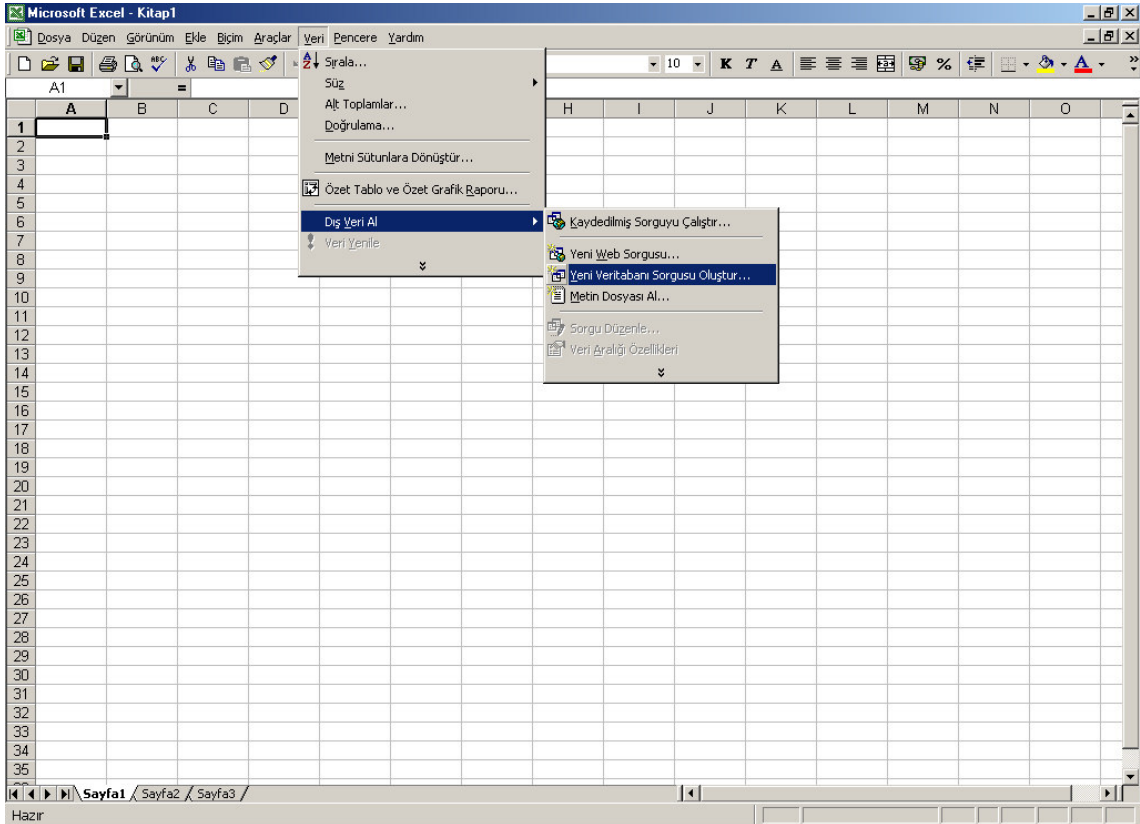 Microsoft Excel - Kitap1
Dosya Düzen Görünüm Ekle Biçim Araçlar Veri Pencere Yardım
ABC 10 K T A % A
A1 =
A B C D H I J K L M N O
Sırala...
Süz
Alt Toplamlar...
Doğrulama...
Metni Sütunlara Dönüştür...
Özet Tablo ve Özet Grafik Raporu...
Dış Veri Al
Veri Yenile
Kaydedilmiş Sorguyu Çalıştır...
Yeni Web Sorgusu...
Yeni Veritabanı Sorgusu Oluştur...
Metin Dosyası Al...
Sorgu Düzenle...
Veri Aralığı Özellikleri
1
2
3
4
5
6
7
8
9
10
11
12
13
14
15
16
17
18
19
20
21
22
23
24
25
26
27
28
29
30
31
32
33
34
35
Sayfa1 Sayfa2 Sayfa3
Hazır